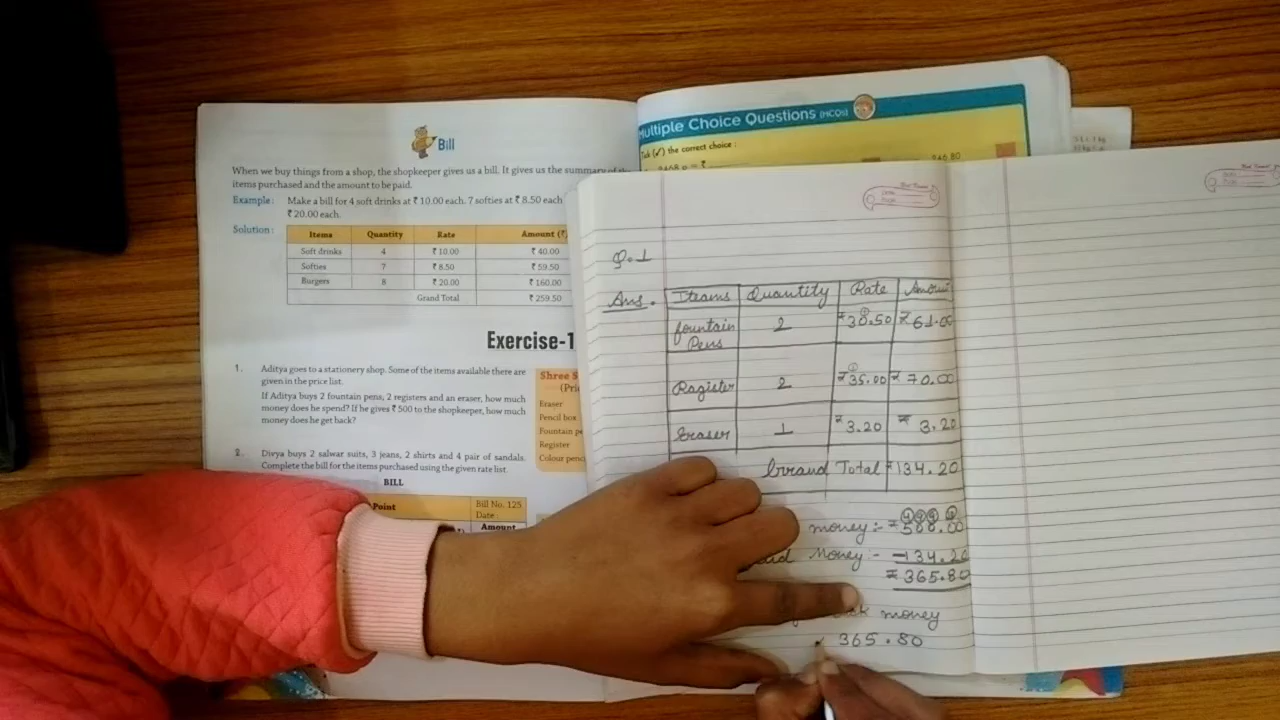 Bill
When we buy things from a shop, the shopkeeper gives us a bill. It gives us the summary of
items purchased and the amount to be paid.
Example: Make a bill for 4 soft drinks at ₹ 10.00 each. 7 softies at ₹ 8.50 each
₹ 20.00 each.
Solution:
Items Quantity Rate Amount (₹
Soft drinks 4 ₹ 10.00 ₹ 40.00
Softies 7 ₹ 8.50 ₹ 59.50
Burgers 8 ₹ 20.00 ₹ 160.00
Grand Total ₹ 259.50
Exercise-1
1. Aditya goes to a stationery shop. Some of the items available there are
given in the price list.
If Aditya buys 2 fountain pens, 2 registers and an eraser, how much
money does he spend? If he gives ₹ 500 to the shopkeeper, how much
money does he get back?
Shree S
(Pri
Eraser
Pencil box
Fountain pe
Register
Colour penc
2. Divya buys 2 salwar suits, 3 jeans, 2 shirts and 4 pair of sandals.
Complete the bill for the items purchased using the given rate list.
BILL
Point Bill No. 125
Date :
Amount
Multiple Choice Questions (MCQs)
Tick (✓) the correct choice :
Q.1
Ans. Iteams Quantity Rate Amount
fountain Pens 2 ₹30.50 ₹61.00
Ragister 2 ₹35.00 ₹70.00
Eraser 1 ₹3.20 ₹3.20
Grand Total ₹134.20
money:- ₹500.00
Money:- -134.20
₹365.80
money
365.80